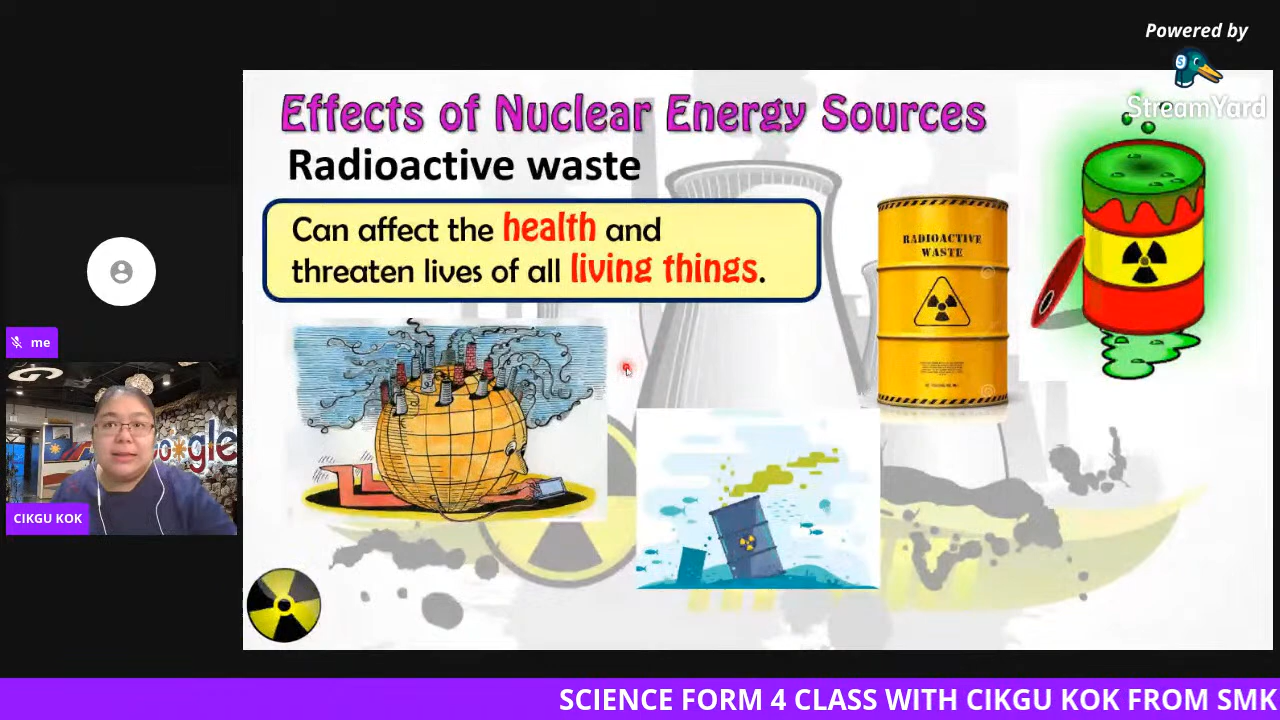 Powered by
StreamYard
Effects of Nuclear Energy Sources
Radioactive waste
Can affect the health and
threaten lives of all living things.
RADIOACTIVE
WASTE
me
Google
CIKGU KOK
SCIENCE FORM 4 CLASS WITH CIKGU KOK FROM SMK